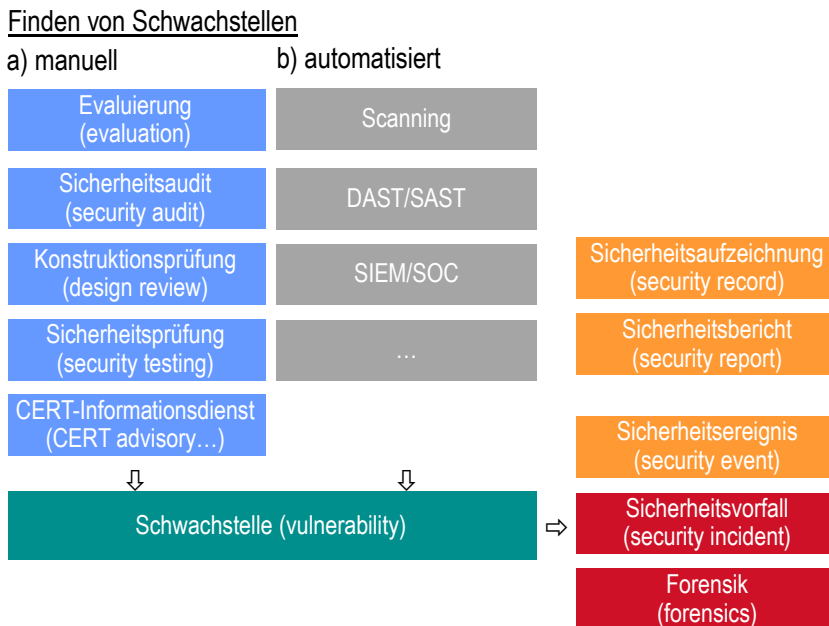 Finden von Schwachstellen
a) manuell
b) automatisiert
Evaluierung
(evaluation)
Sicherheitsaudit
(security audit)
Konstruktionsprüfung
(design review)
Sicherheitsprüfung
(security testing)
CERT-Informationsdienst
(CERT advisory…)
Scanning
DAST/SAST
SIEM/SOC
…
Schwachstelle (vulnerability)
Sicherheitsaufzeichnung
(security record)
Sicherheitsbericht
(security report)
Sicherheitsereignis
(security event)
Sicherheitsvorfall
(security incident)
Forensik
(forensics)